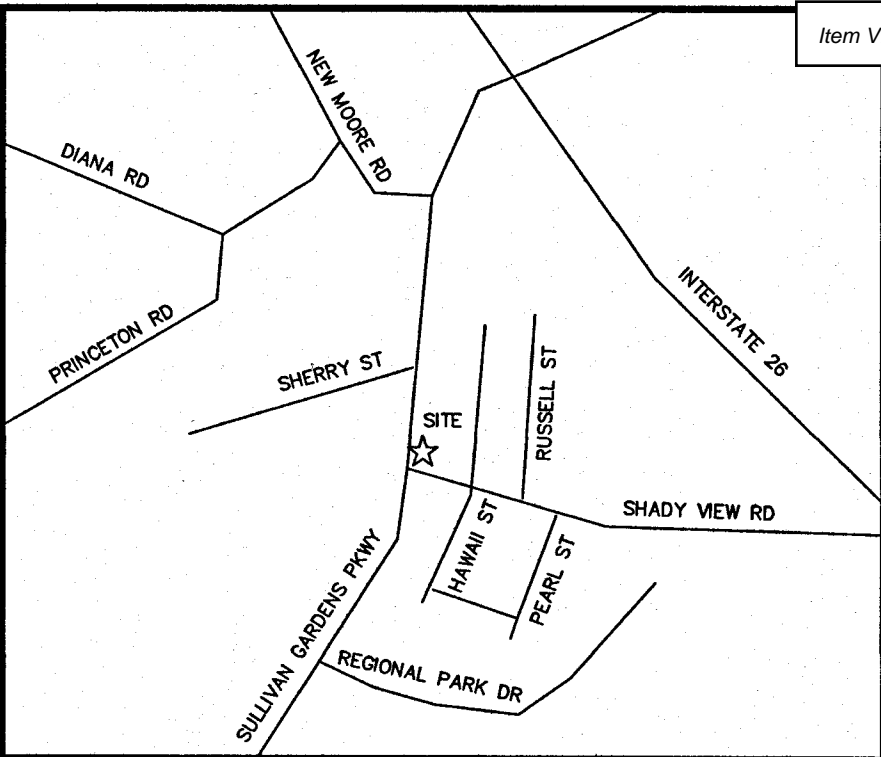 Item V
NEW MOORE RD
DIANA RD
INTERSTATE 26
PRINCETON RD
SHERRY ST
RUSSELL ST
SITE
SHADY VIEW RD
HAWAII ST
PEARL ST
SULLIVAN GARDENS PKWY
REGIONAL PARK DR